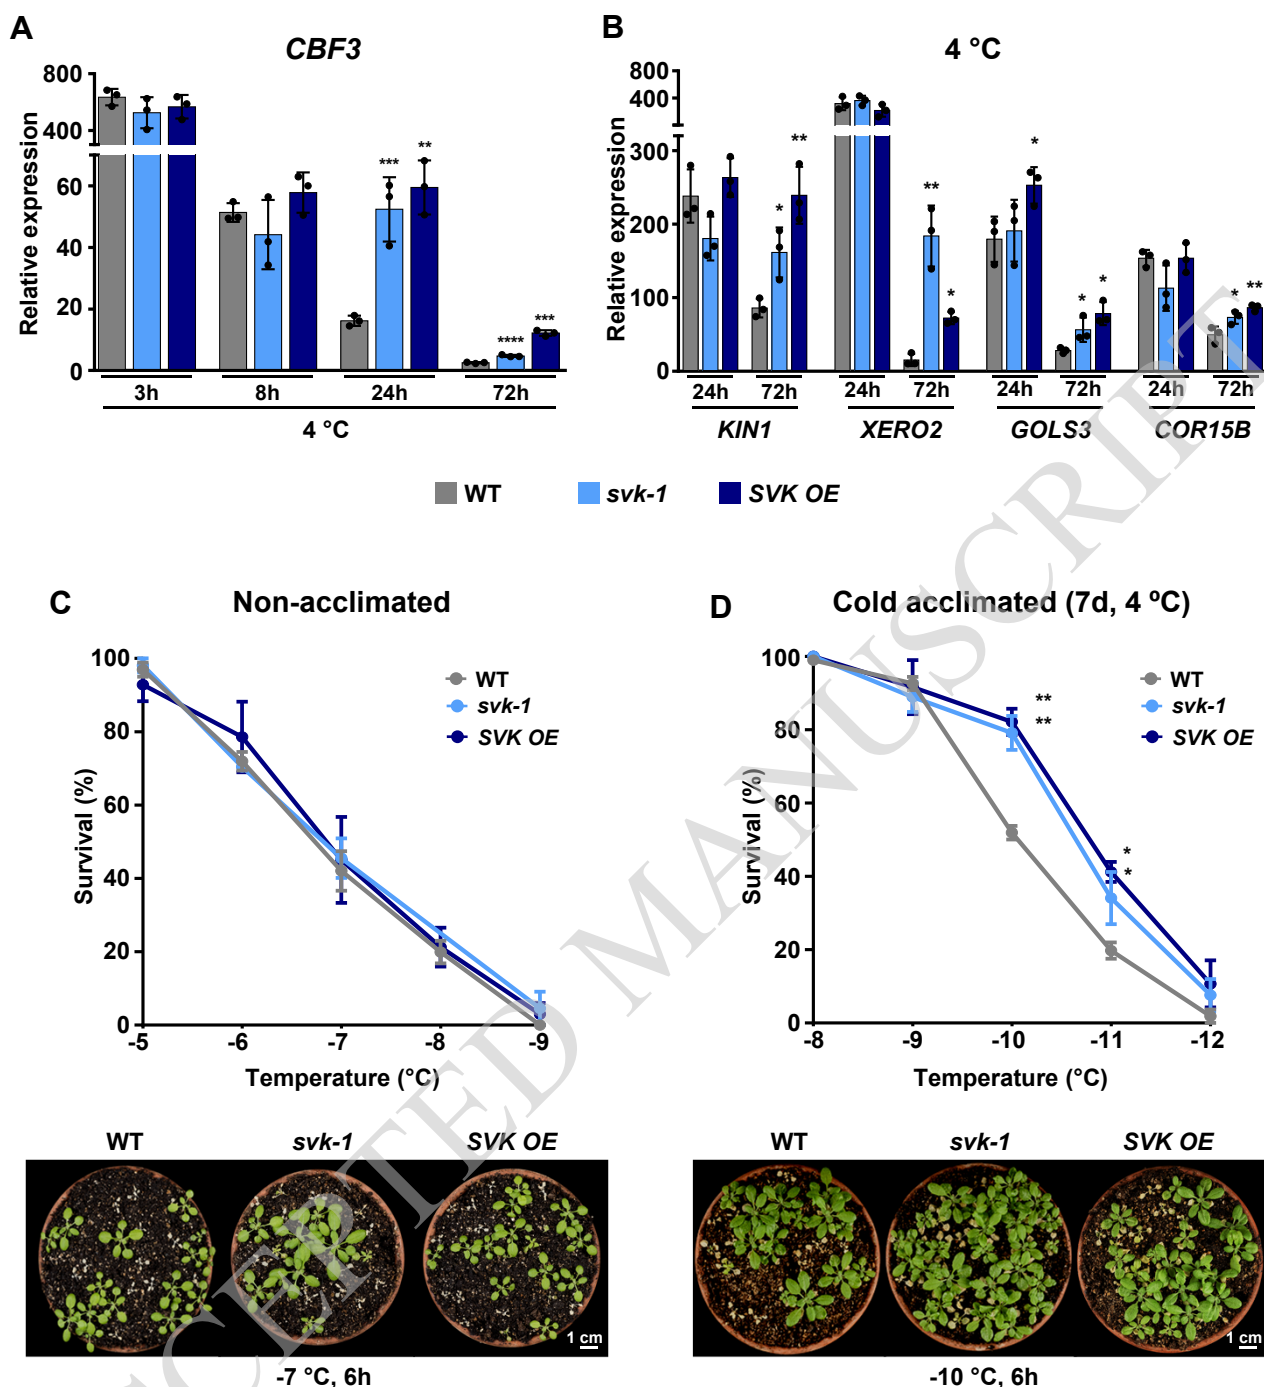 A
CBF3
Relative expression
800
400
60
40
20
0
*** **
**** ***
3h 8h 24h 72h
4 °C
B
4 °C
Relative expression
800
400
300
200
100
0
* **
** *
*
* *
* **
24h 72h 24h 72h 24h 72h 24h 72h
KIN1 XERO2 GOLS3 COR15B
WT svk-1 SVK OE
C
Non-acclimated
Survival (%)
100
80
60
40
20
0
WT
svk-1
SVK OE
-5 -6 -7 -8 -9
Temperature (°C)
WT svk-1 SVK OE
1 cm
-7 °C, 6h
D
Cold acclimated (7d, 4 ºC)
Survival (%)
100
80
60
40
20
0
WT
svk-1
SVK OE
**
**
*
*
-8 -9 -10 -11 -12
Temperature (°C)
WT svk-1 SVK OE
1 cm
-10 °C, 6h
CEPTED MANUSCRIPT